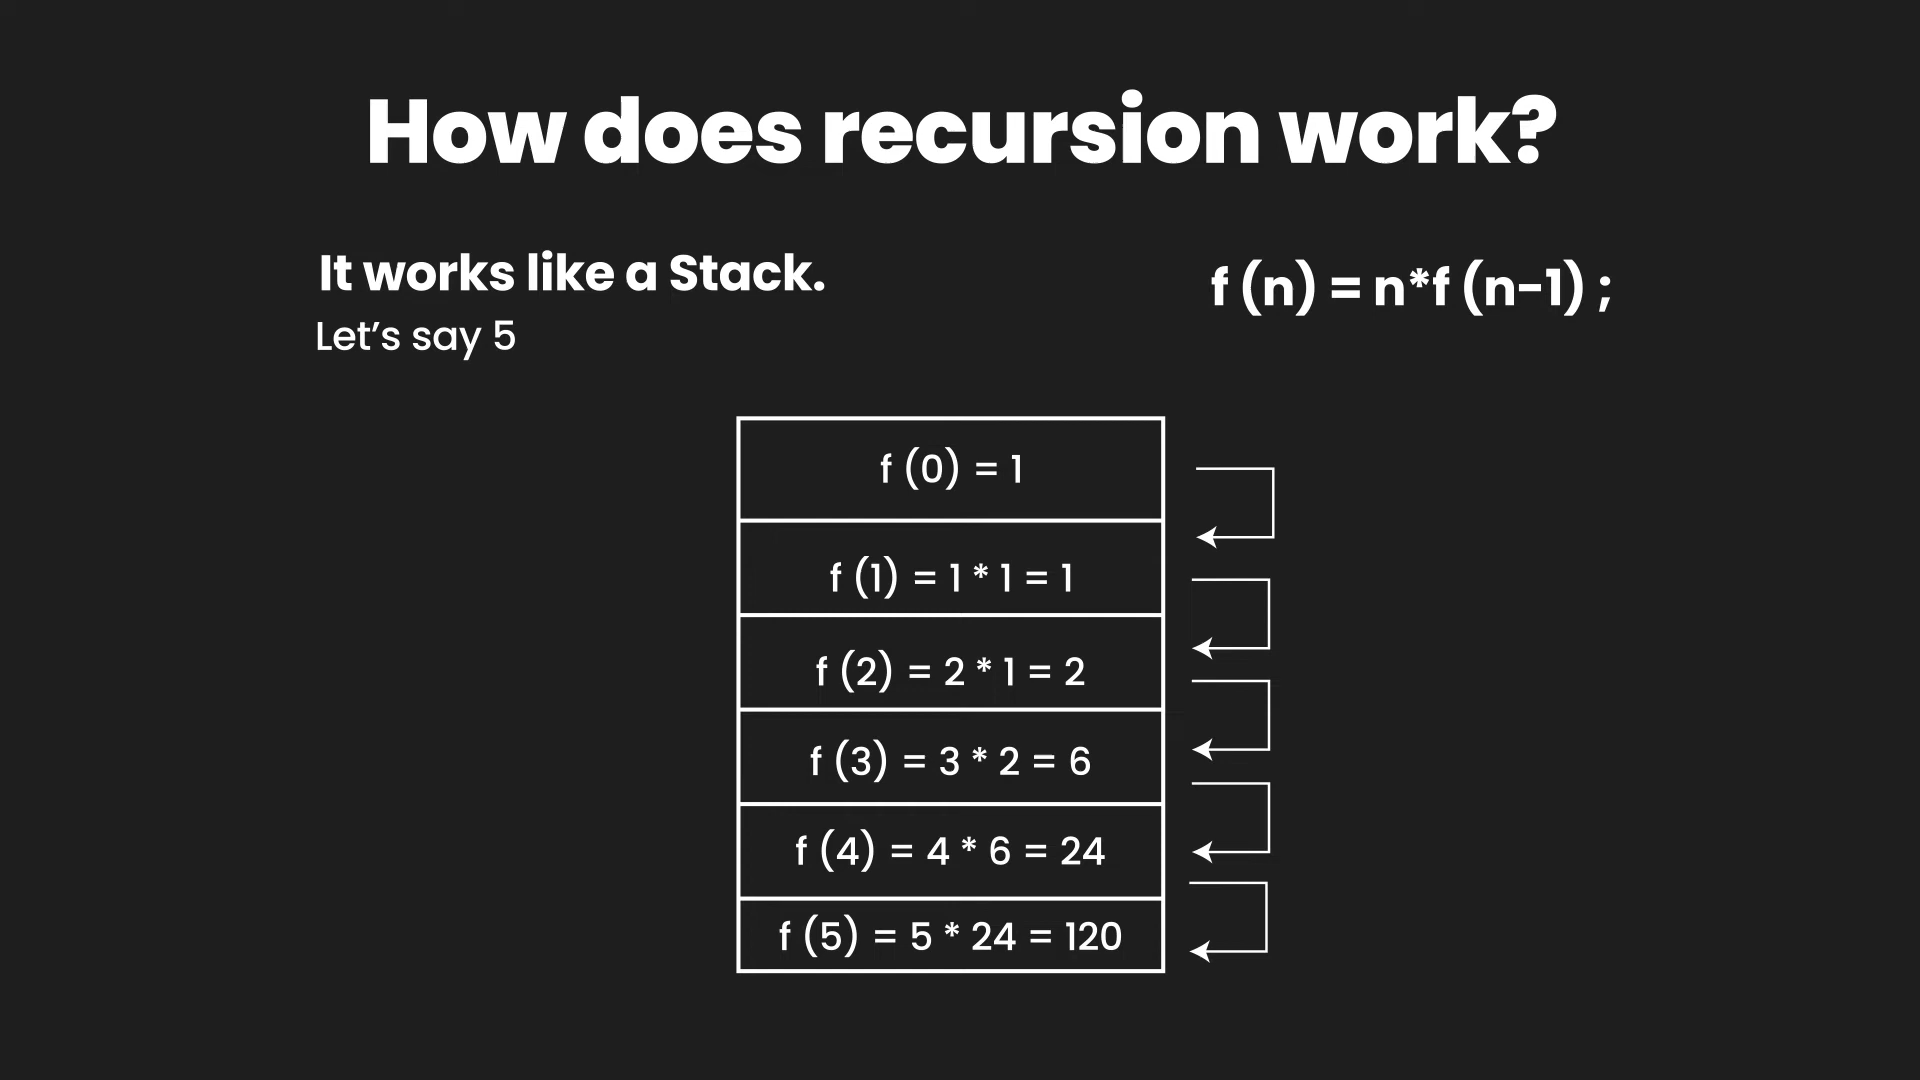 How does recursion work?
It works like a Stack.
Let’s say 5
f (n) = n*f (n-1) ;
f (0) = 1
f (1) = 1 * 1 = 1
f (2) = 2 * 1 = 2
f (3) = 3 * 2 = 6
f (4) = 4 * 6 = 24
f (5) = 5 * 24 = 120